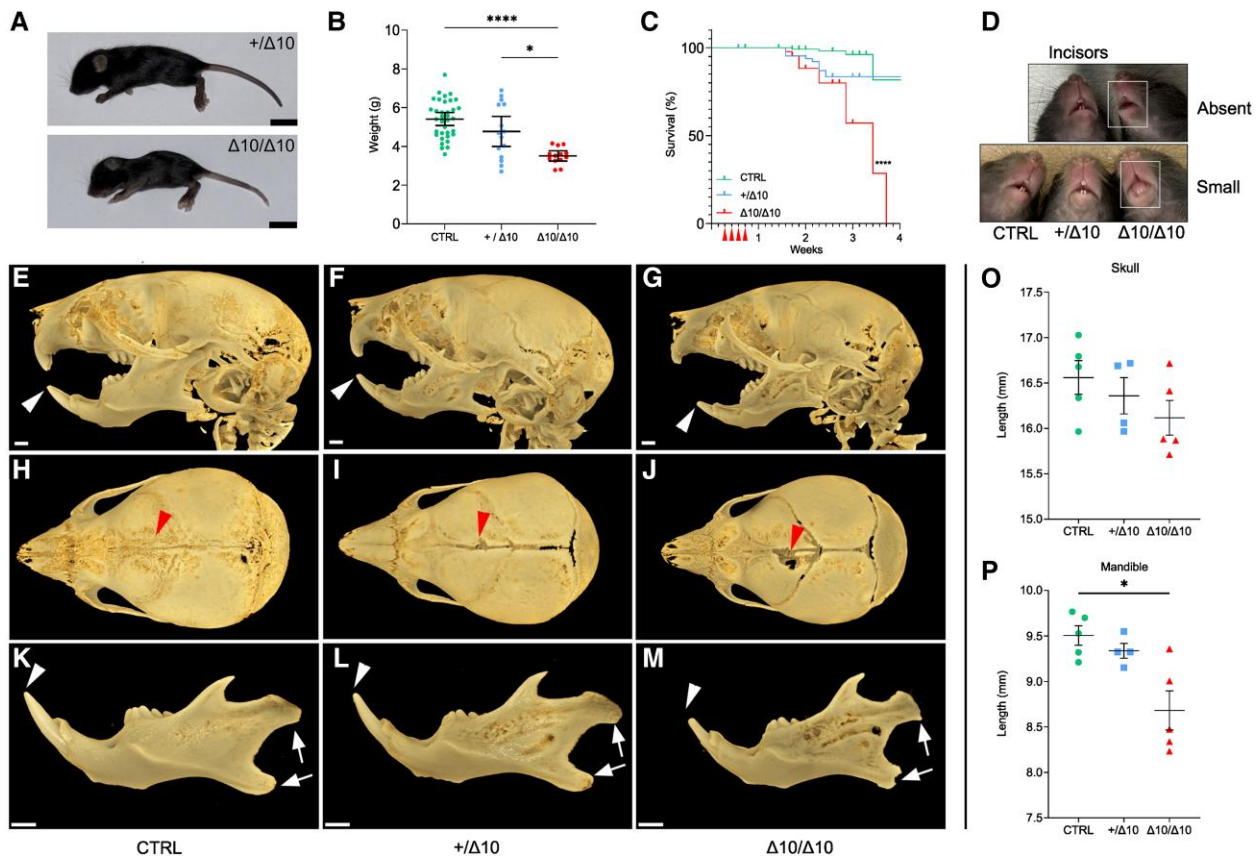 A
+/Δ10
Δ10/Δ10
B
****
*
Weight (g)
10
8
6
4
2
0
CTRL
+/Δ10
Δ10/Δ10
C
Survival (%)
100
50
0
****
CTRL
+/Δ10
Δ10/Δ10
1
2
3
4
Weeks
D
Incisors
Absent
Small
CTRL
+/Δ10
Δ10/Δ10
E
F
G
H
I
J
K
L
M
CTRL
+/Δ10
Δ10/Δ10
O
Skull
Length (mm)
17.5
17.0
16.5
16.0
15.5
15.0
CTRL
+/Δ10
Δ10/Δ10
P
Mandible
*
Length (mm)
10.0
9.5
9.0
8.5
8.0
7.5
CTRL
+/Δ10
Δ10/Δ10